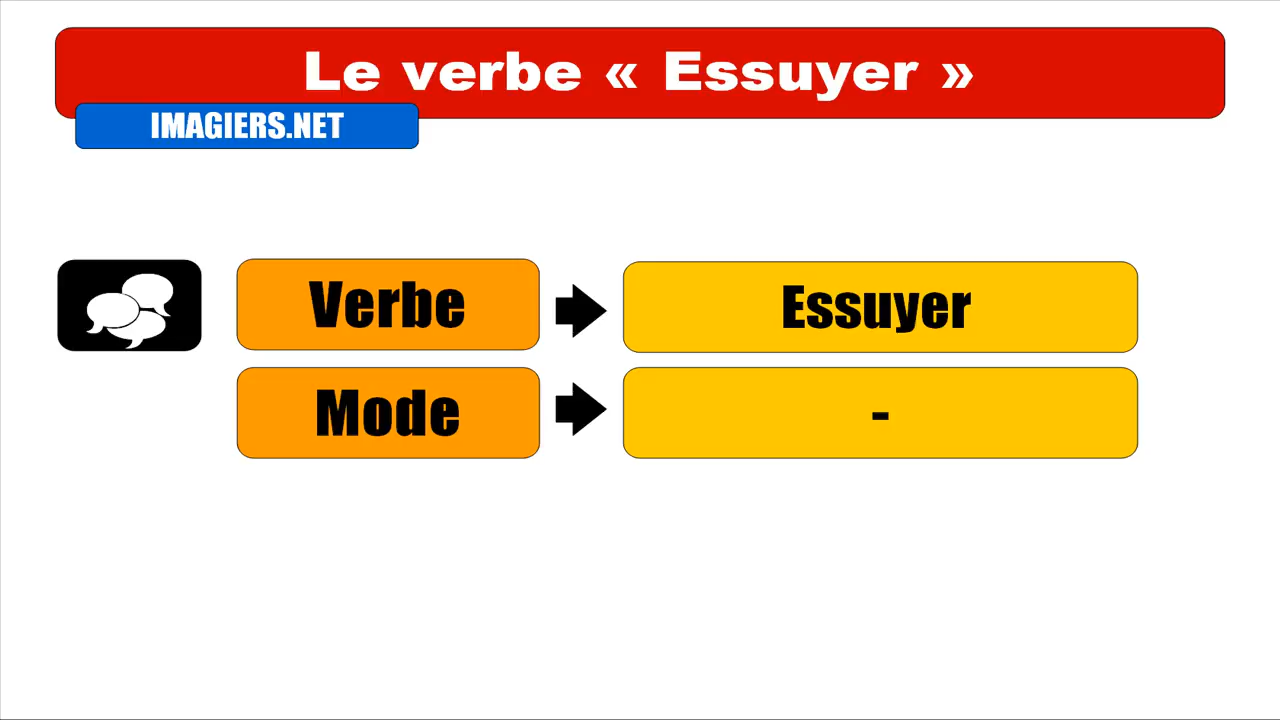 Le verbe « Essuyer »
IMAGIERS.NET
Verbe
Essuyer
Mode
-